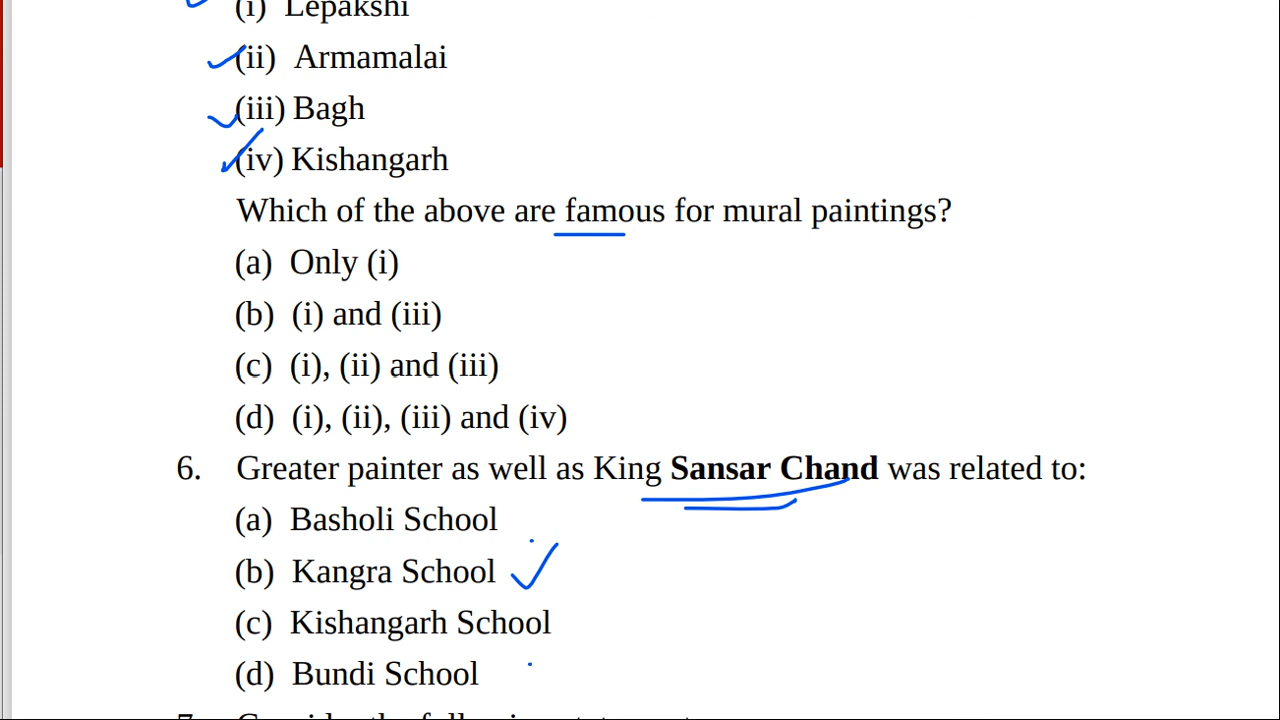 (i) Lepakshi
(ii) Armamalai
(iii) Bagh
(iv) Kishangarh
Which of the above are famous for mural paintings?
(a) Only (i)
(b) (i) and (iii)
(c) (i), (ii) and (iii)
(d) (i), (ii), (iii) and (iv)
6. Greater painter as well as King Sansar Chand was related to:
(a) Basholi School
(b) Kangra School
(c) Kishangarh School
(d) Bundi School